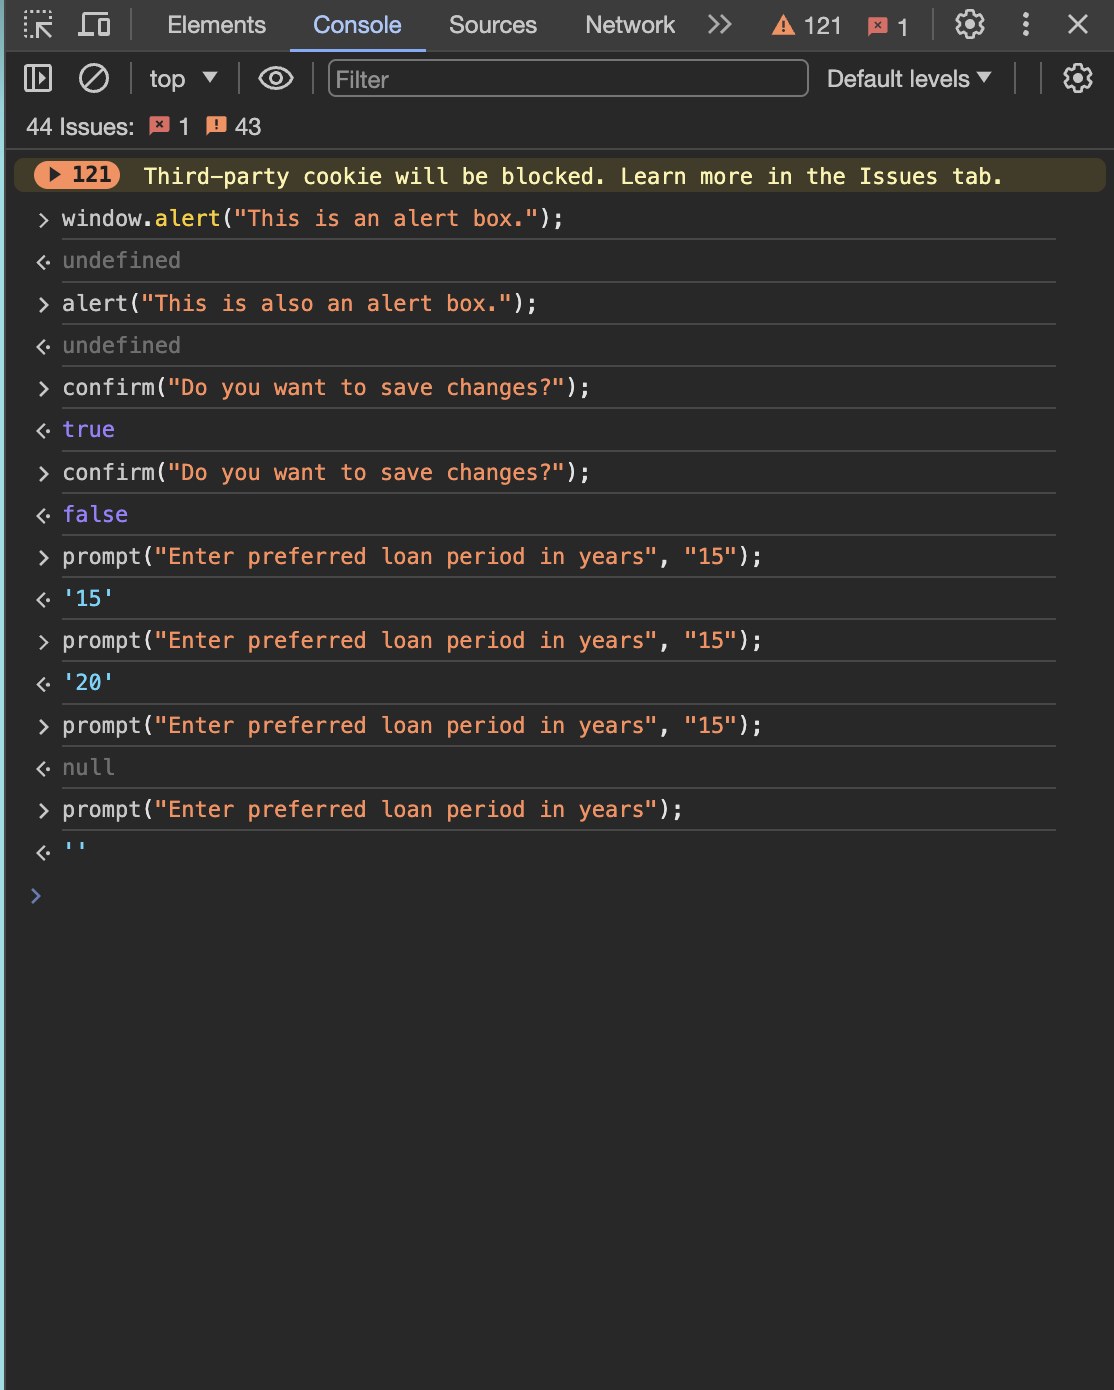 Elements Console Sources Network 121 1
top Filter Default levels
44 Issues: 1 43
121 Third-party cookie will be blocked. Learn more in the Issues tab.
> window.alert("This is an alert box.");
undefined
> alert("This is also an alert box.");
undefined
> confirm("Do you want to save changes?");
true
> confirm("Do you want to save changes?");
false
> prompt("Enter preferred loan period in years", "15");
'15'
> prompt("Enter preferred loan period in years", "15");
'20'
> prompt("Enter preferred loan period in years", "15");
null
> prompt("Enter preferred loan period in years");
''
>